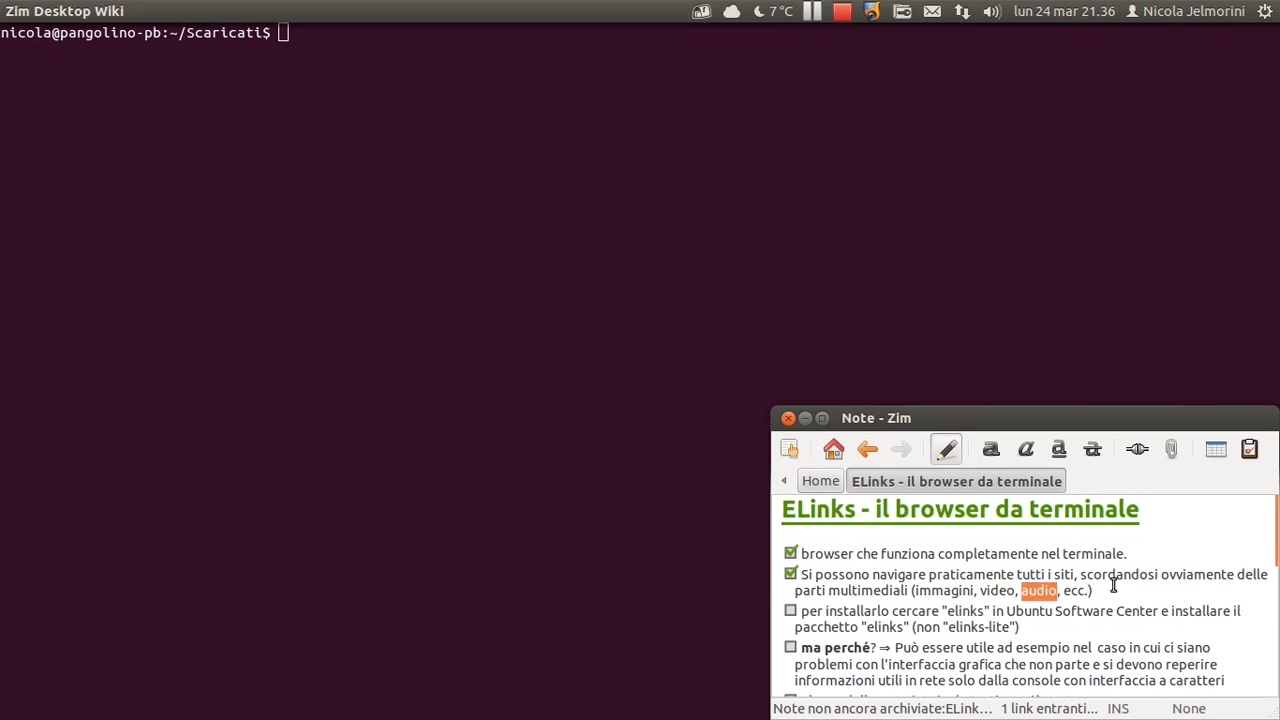 Zim Desktop Wiki
7 °C
lun 24 mar 21.36
Nicola Jelmorini
nicola@pangolino-pb:~/Scaricati$
Note - Zim
a a a a
Home
ELinks - il browser da terminale
ELinks - il browser da terminale
browser che funziona completamente nel terminale.
Si possono navigare praticamente tutti i siti, scordandosi ovviamente delle
parti multimediali (immagini, video, audio, ecc.)
per installarlo cercare "elinks" in Ubuntu Software Center e installare il
pacchetto "elinks" (non "elinks-lite")
ma perché? ⇒ Può essere utile ad esempio nel caso in cui ci siano
problemi con l'interfaccia grafica che non parte e si devono reperire
informazioni utili in rete solo dalla console con interfaccia a caratteri
Note non ancora archiviate:ELink...
1 link entranti...
INS
None